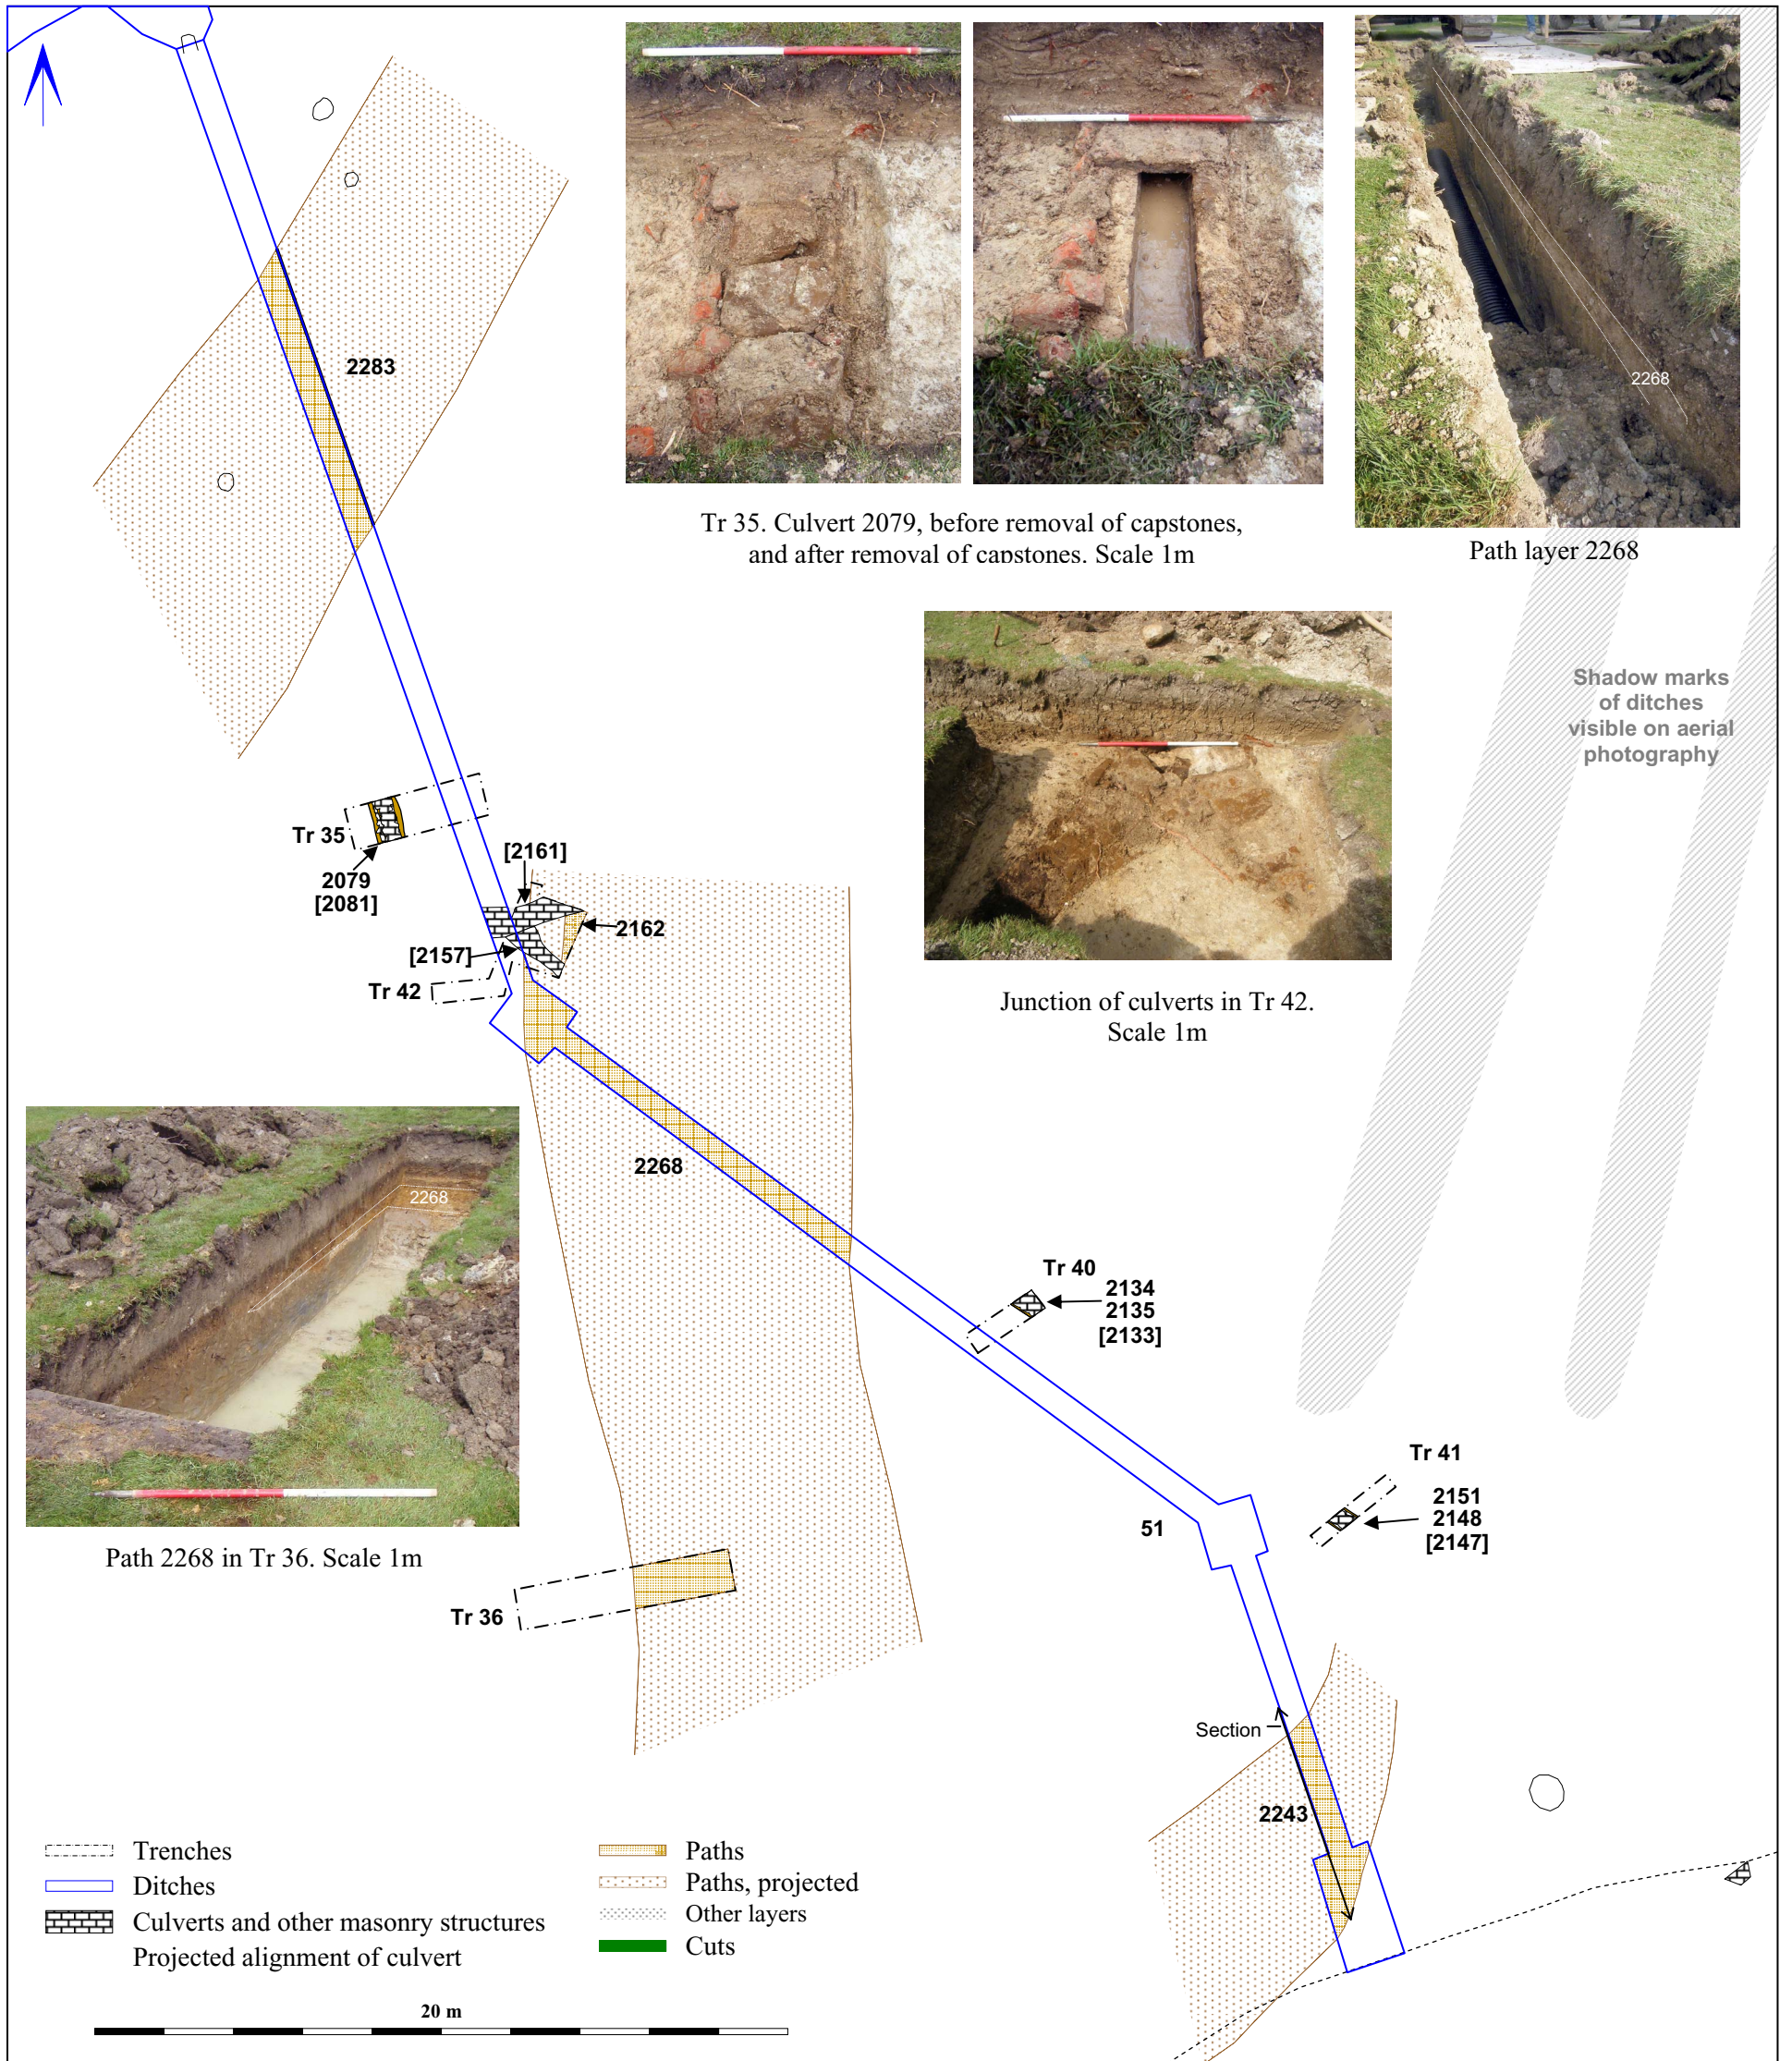 Tr 35. Culvert 2079, before removal of capstones,
and after removal of capstones. Scale 1m
2268
Path layer 2268
2283
Shadow marks
of ditches
visible on aerial
photography
Tr 35
2079
[2081]
[2161]
2162
[2157]
Tr 42
Junction of culverts in Tr 42.
Scale 1m
2268
2268
Path 2268 in Tr 36. Scale 1m
Tr 40
2134
2135
[2133]
Tr 41
2151
2148
[2147]
51
Tr 36
Section
2243
Trenches
Ditches
Culverts and other masonry structures
Projected alignment of culvert
Paths
Paths, projected
Other layers
Cuts
20 m